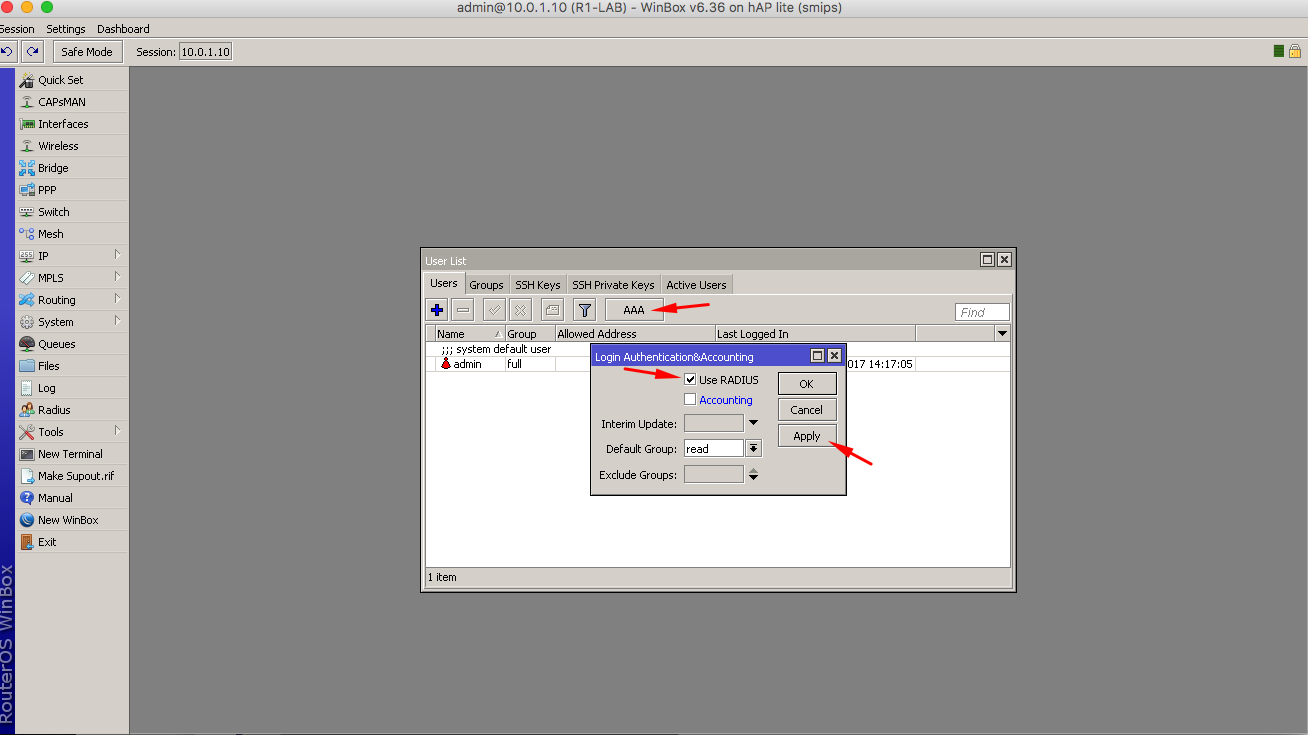 admin@10.0.1.10 (R1-LAB) - WinBox v6.36 on hAP lite (smips)
Session Settings Dashboard
Safe Mode Session: 10.0.1.10
Quick Set
CAPsMAN
Interfaces
Wireless
Bridge
PPP
Switch
Mesh
IP
MPLS
Routing
System
Queues
Files
Log
Radius
Tools
New Terminal
Make Supout.rif
Manual
New WinBox
Exit
RouterOS WinBox
User List
Users Groups SSH Keys SSH Private Keys Active Users
AAA Find
Name Group Allowed Address Last Logged In
;;; system default user
admin full 017 14:17:05
Login Authentication&Accounting
Use RADIUS OK
Accounting Cancel
Interim Update: Apply
Default Group: read
Exclude Groups:
1 item